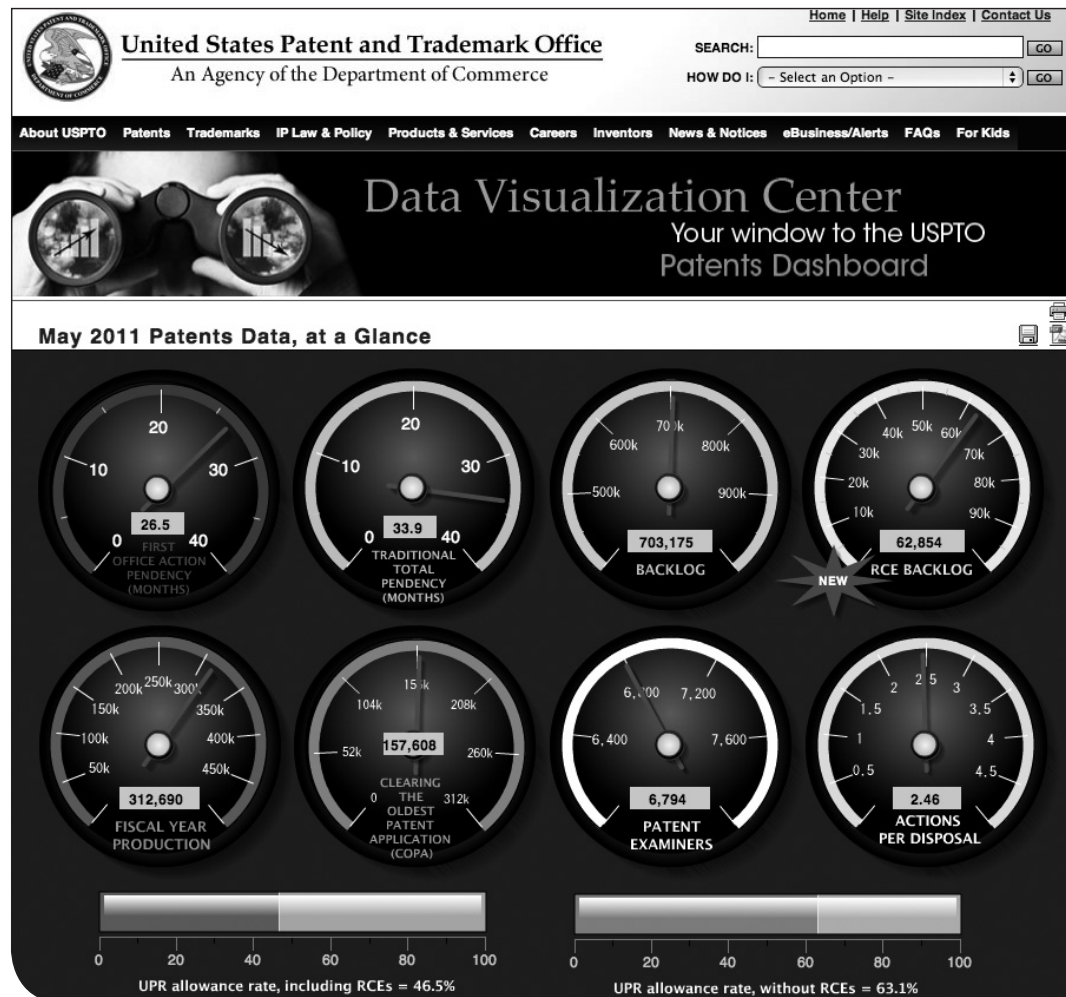 Home | Help | Site Index | Contact Us
United States Patent and Trademark Office
An Agency of the Department of Commerce
SEARCH: GO
HOW DO I: – Select an Option – GO
About USPTO Patents Trademarks IP Law & Policy Products & Services Careers Inventors News & Notices eBusiness/Alerts FAQs For Kids
Data Visualization Center
Your window to the USPTO
Patents Dashboard
May 2011 Patents Data, at a Glance
0 10 20 30 40
26.5
FIRST
OFFICE ACTION
PENDENCY
(MONTHS)
0 10 20 30 40
33.9
TRADITIONAL
TOTAL
PENDENCY
(MONTHS)
500k 600k 700k 800k 900k
703,175
BACKLOG
10k 20k 30k 40k 50k 60k 70k 80k 90k
62,854
RCE BACKLOG
NEW
50k 100k 150k 200k 250k 300k 350k 400k 450k
312,690
FISCAL YEAR
PRODUCTION
0 52k 104k 208k 260k 312k
157,608
CLEARING
THE
OLDEST
PATENT
APPLICATION
(COPA)
6,400 7,200 7,600
6,794
PATENT
EXAMINERS
0.5 1 1.5 2 2.5 3 3.5 4 4.5
2.46
ACTIONS
PER DISPOSAL
0 20 40 60 80 100
UPR allowance rate, including RCEs = 46.5%
0 20 40 60 80 100
UPR allowance rate, without RCEs = 63.1%